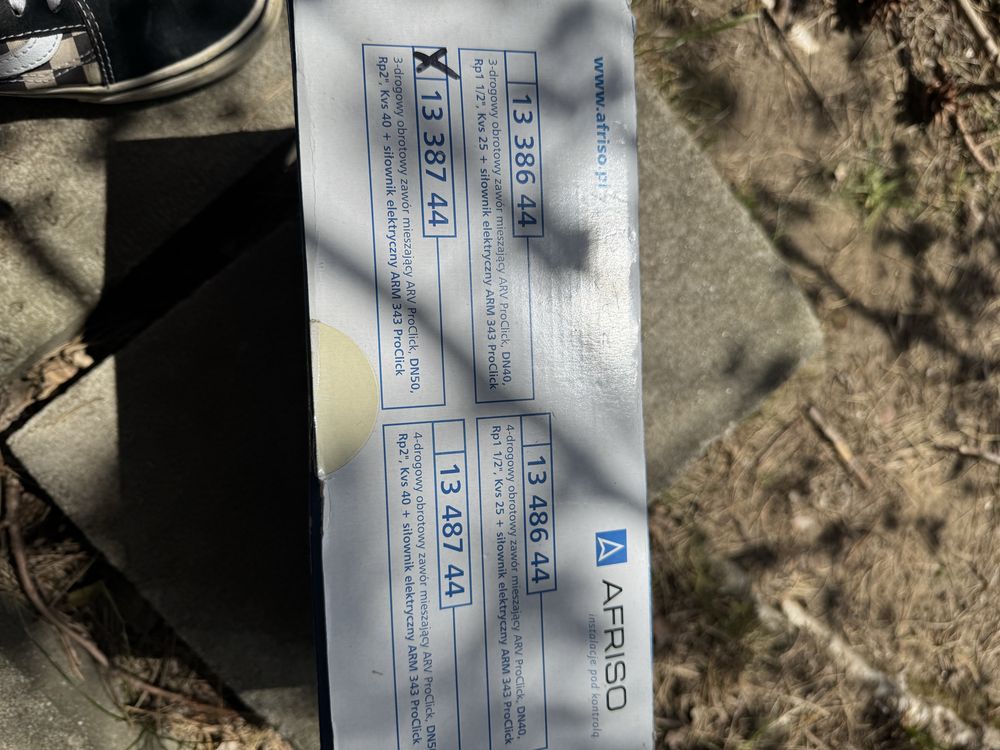 www.afriso.pl
AFRISO
instalacje pod kontrolą
13 386 44
3-drogowy obrotowy zawór mieszający ARV ProClick, DN40,
Rp1 1/2", Kvs 25 + siłownik elektryczny ARM 343 ProClick
13 486 44
4-drogowy obrotowy zawór mieszający ARV ProClick, DN40,
Rp1 1/2", Kvs 25 + siłownik elektryczny ARM 343 ProClick
X 13 387 44
3-drogowy obrotowy zawór mieszający ARV ProClick, DN50,
Rp2", Kvs 40 + siłownik elektryczny ARM 343 ProClick
13 487 44
4-drogowy obrotowy zawór mieszający ARV ProClick,
Rp2", Kvs 40 + siłownik elektryczny ARM 343 ProClick